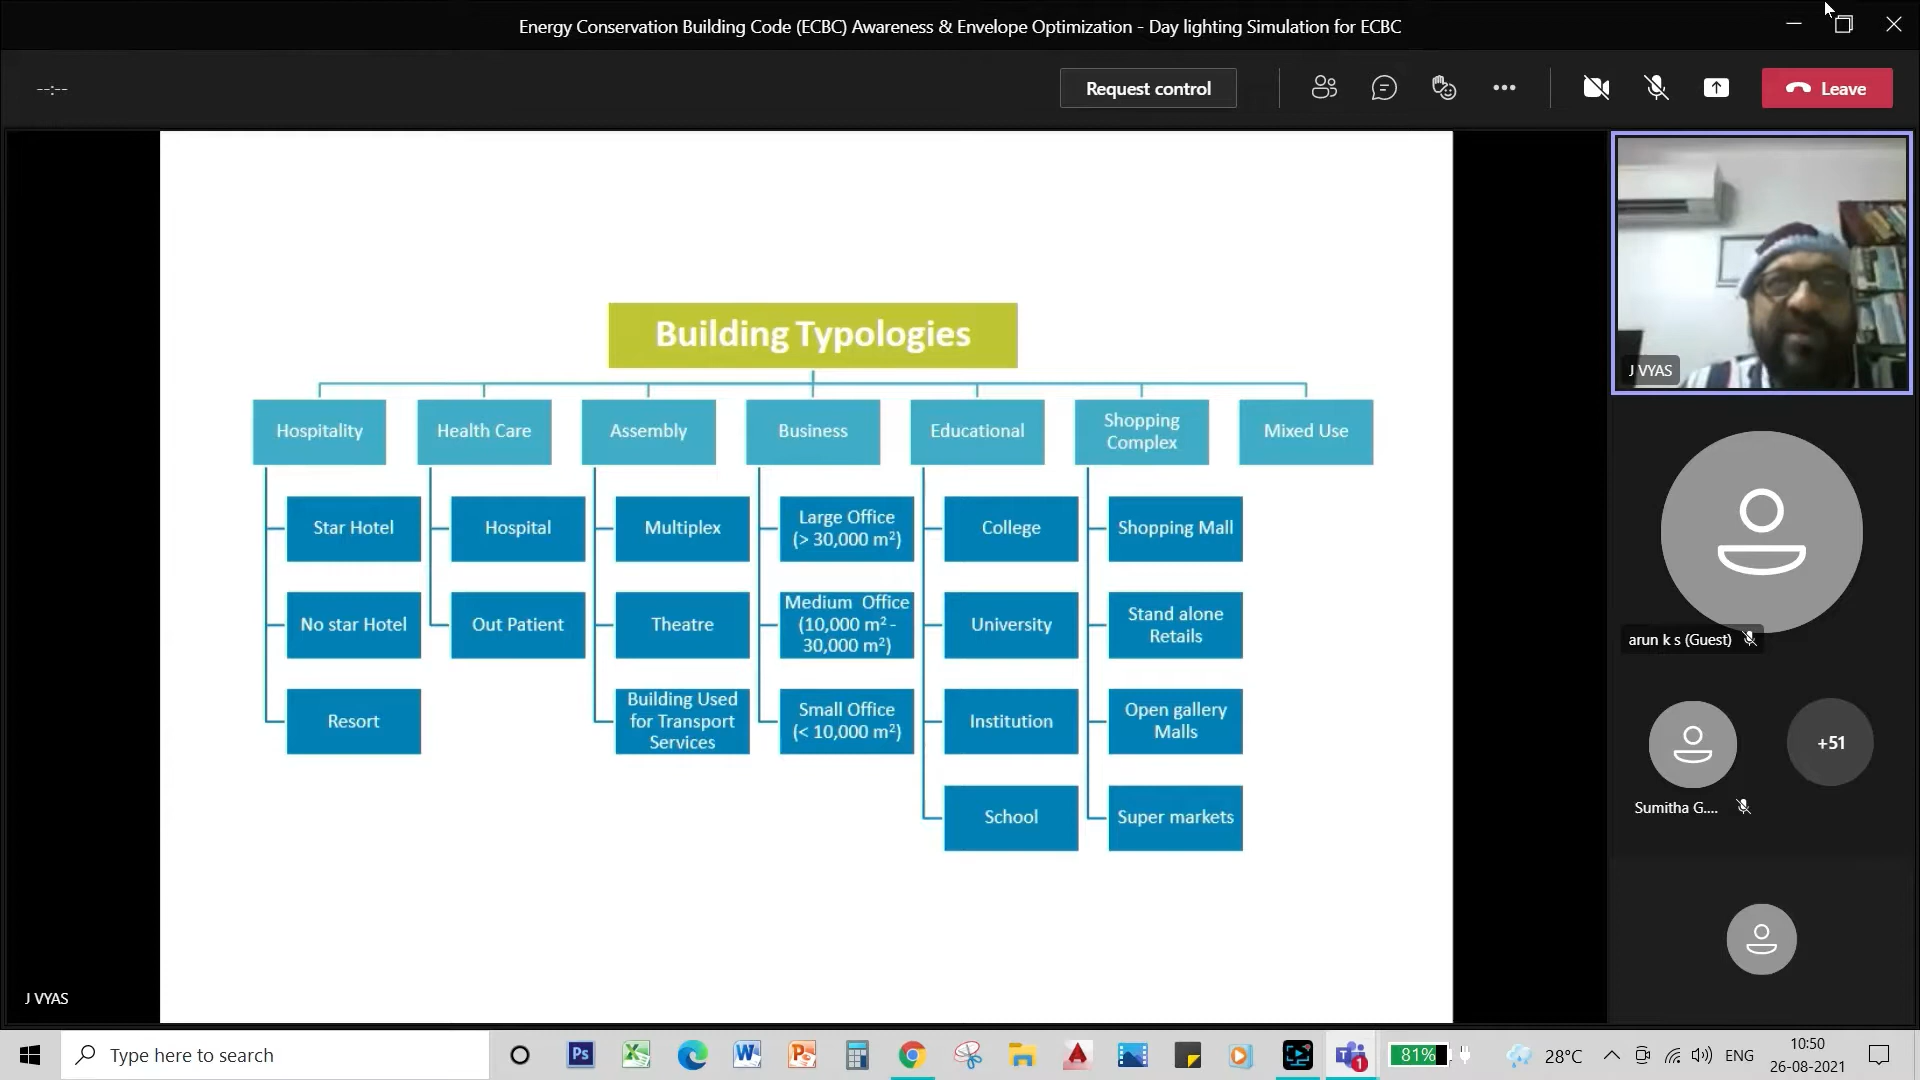 Energy Conservation Building Code (ECBC) Awareness & Envelope Optimization - Day lighting Simulation for ECBC
--:--
Request control
Leave
Building Typologies
Hospitality
Health Care
Assembly
Business
Educational
Shopping
Complex
Mixed Use
Star Hotel
Hospital
Multiplex
Large Office
(> 30,000 m²)
College
Shopping Mall
No star Hotel
Out Patient
Theatre
Medium Office
(10,000 m² -
30,000 m²)
University
Stand alone
Retails
Resort
Building Used
for Transport
Services
Small Office
(< 10,000 m²)
Institution
Open gallery
Malls
School
Super markets
J VYAS
arun k s (Guest)
+51
Sumitha G....
J VYAS
Type here to search
Ps
1
81%
28°C
ENG
10:50
26-08-2021